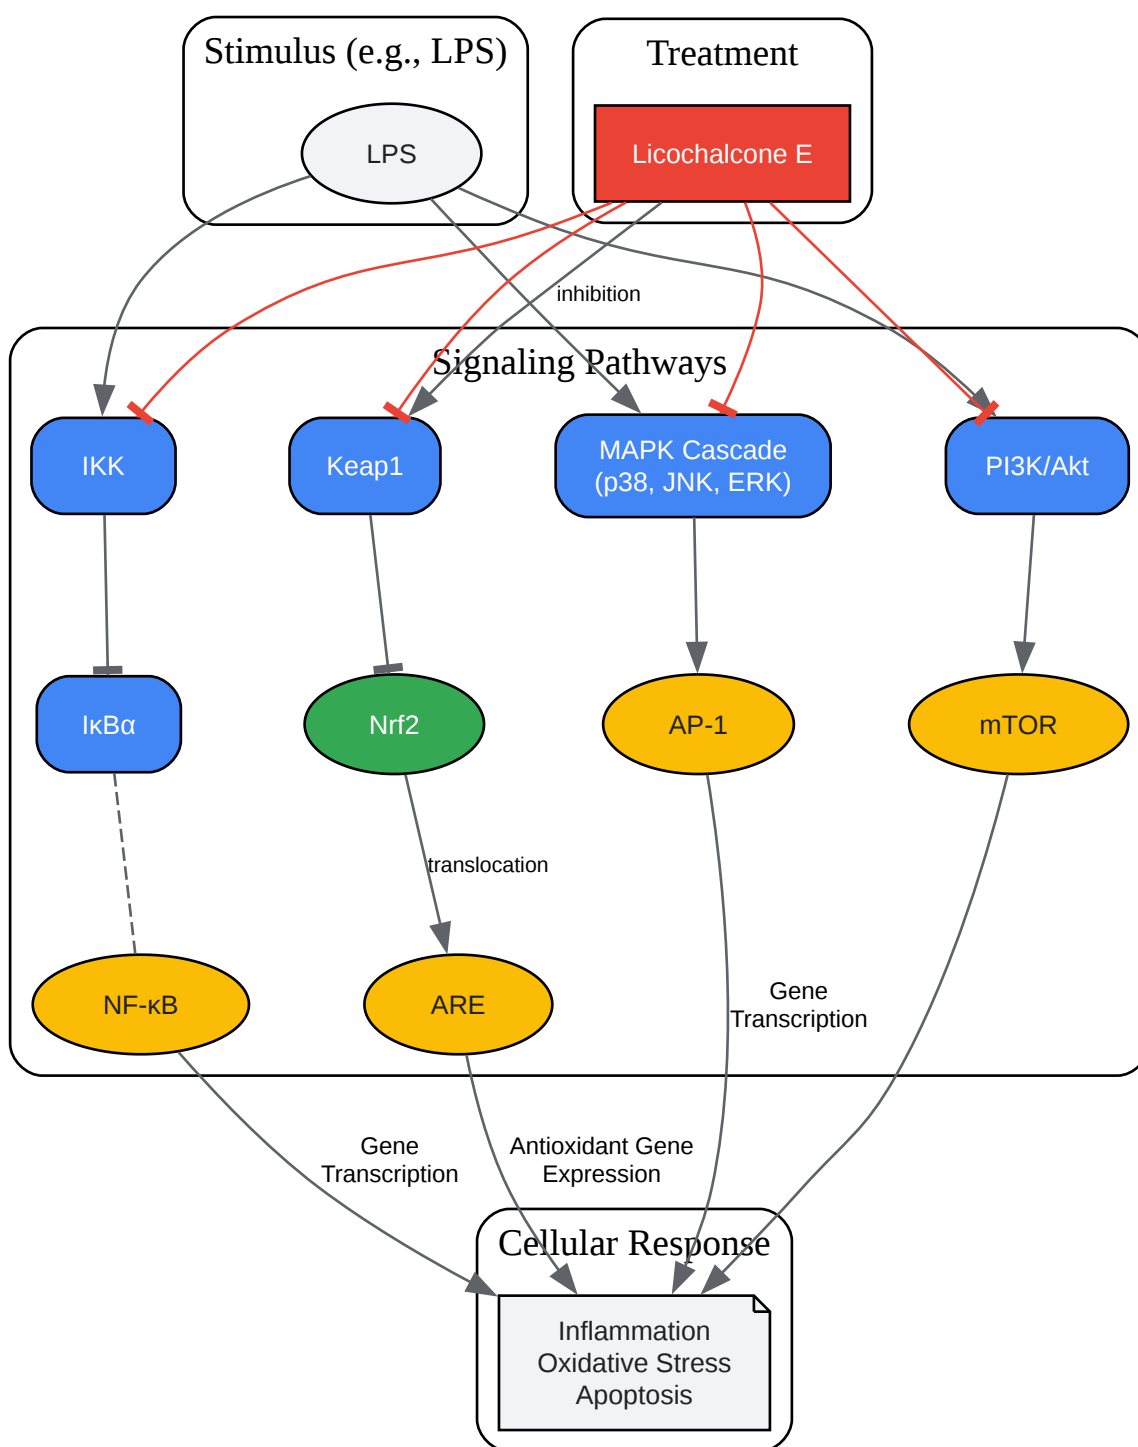 Stimulus (e.g., LPS)
Treatment
LPS
Licochalcone E
inhibition
Signaling Pathways
IKK
Keap1
MAPK Cascade
(p38, JNK, ERK)
PI3K/Akt
IκBα
Nrf2
AP-1
mTOR
translocation
NF-κB
ARE
Gene
Transcription
Gene
Transcription
Antioxidant Gene
Expression
Cellular Response
Inflammation
Oxidative Stress
Apoptosis